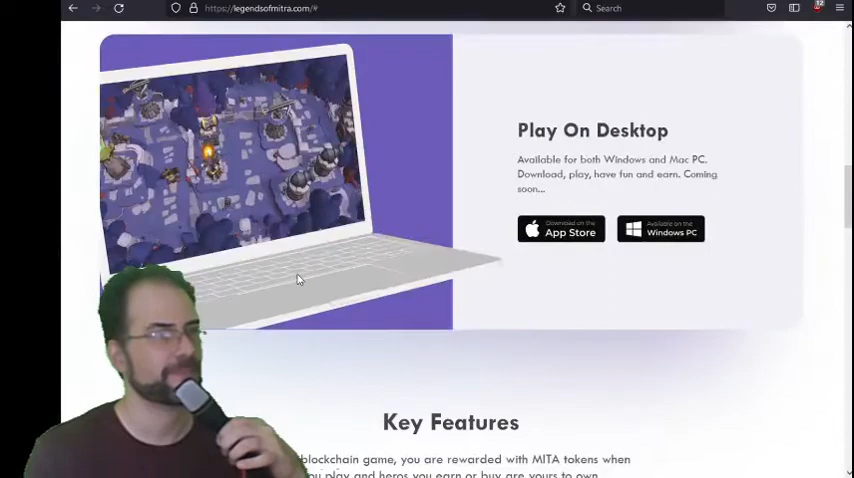 https://legendsofmitra.com/#
Search
12
Play On Desktop
Available for both Windows and Mac PC.
Download, play, have fun and earn. Coming
soon...
Download on the
App Store
Available on the
Windows PC
Key Features
blockchain game, you are rewarded with MITA tokens when
ou play and heros you earn or buy are yours to own